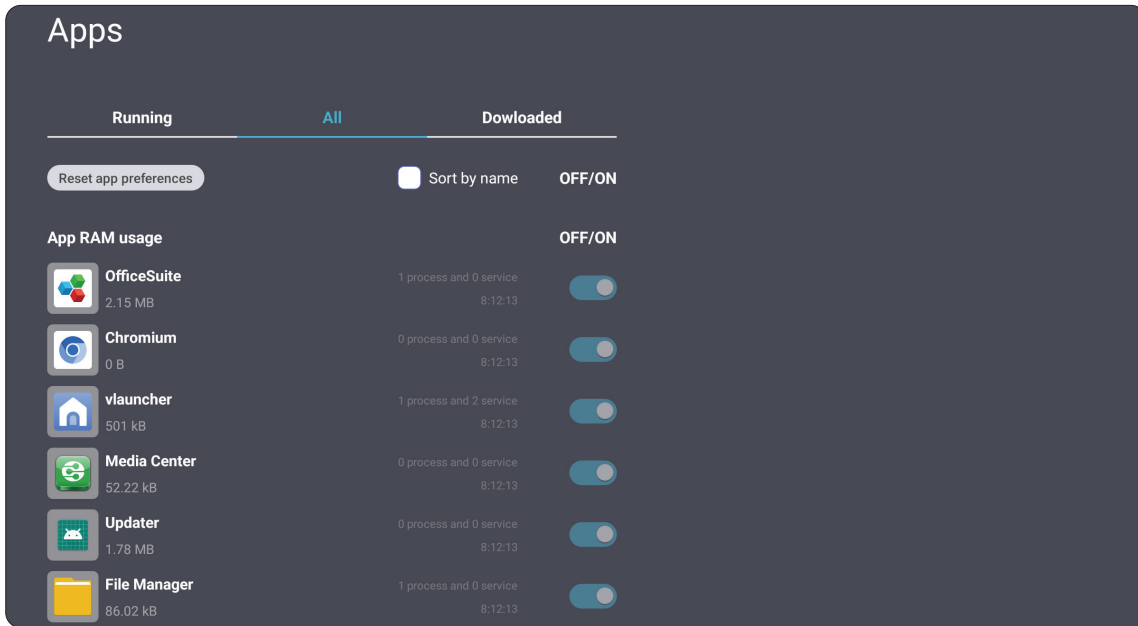 Apps
Running All Dowloaded
Reset app preferences Sort by name OFF/ON
App RAM usage OFF/ON
OfficeSuite 1 process and 0 service
2.15 MB 8:12:13
Chromium 0 process and 0 service
0 B 8:12:13
vlauncher 1 process and 2 service
501 kB 8:12:13
Media Center 0 process and 0 service
52.22 kB 8:12:13
Updater 0 process and 0 service
1.78 MB 8:12:13
File Manager 1 process and 0 service
86.02 kB 8:12:13